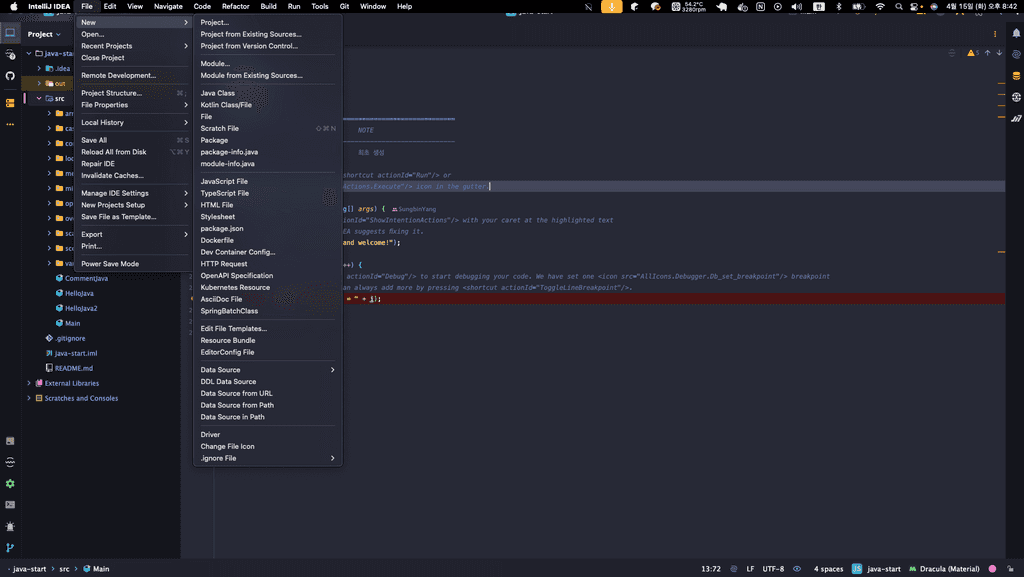 IntelliJ IDEA File Edit View Navigate Code Refactor Build Run Tools Git Window Help 54.2°C 3280rpm 4월 15일 (화) 오후 8:42
Project
java-star
.idea
out
src
CommentJava
HelloJava
HelloJava2
Main
.gitignore
java-start.iml
README.md
External Libraries
Scratches and Consoles
New
Open...
Recent Projects
Close Project
Remote Development...
Project Structure... ⌘ ;
File Properties
Local History
Save All ⌘ S
Reload All from Disk ⌥⌘ Y
Repair IDE
Invalidate Caches...
Manage IDE Settings
New Projects Setup
Save File as Template...
Export
Print...
Power Save Mode
Project...
Project from Existing Sources...
Project from Version Control...
Module...
Module from Existing Sources...
Java Class
Kotlin Class/File
File
Scratch File ⇧⌘ N
Package
package-info.java
module-info.java
JavaScript File
TypeScript File
HTML File
Stylesheet
package.json
Dockerfile
Dev Container Config...
HTTP Request
OpenAPI Specification
Kubernetes Resource
AsciiDoc File
SpringBatchClass
Edit File Templates...
Resource Bundle
EditorConfig File
Data Source
DDL Data Source
Data Source from URL
Data Source from Path
Data Source in Path
Driver
Change File Icon
.ignore File
NOTE
최초 생성
shortcut actionId="Run"/> or
Actions.Execute"/> icon in the gutter.
g[] args) { SungbinYang
ionId="ShowIntentionActions"/> with your caret at the highlighted text
EA suggests fixing it.
and welcome!");
++) {
actionId="Debug"/> to start debugging your code. We have set one <icon src="AllIcons.Debugger.Db_set_breakpoint"/> breakpoint
an always add more by pressing <shortcut actionId="ToggleLineBreakpoint"/>.
= " + i);
java-start > src > Main 13:72 LF UTF-8 4 spaces java-start Dracula (Material)